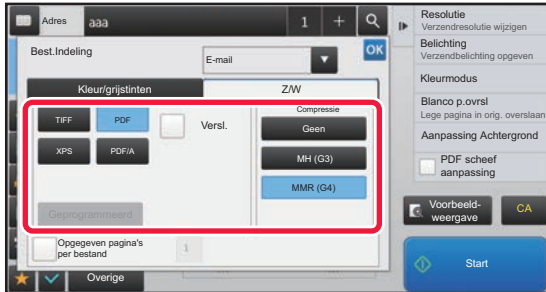 Adres
aaa
1
+
Best.Indeling
E-mail
OK
Kleur/grijstinten
Z/W
TIFF
PDF
Versl.
XPS
PDF/A
Geprogrammeerd
Compressie
Geen
MH (G3)
MMR (G4)
Opgegeven pagina's
per bestand
1
Overige
Resolutie
Verzendresolutie wijzigen
Belichting
Verzendbelichting opgeven
Kleurmodus
Blanco p.ovrsl
Lege pagina in orig. overslaan
Aanpassing Achtergrond
PDF scheef
aanpassing
Voorbeeld-
weergave
CA
Start